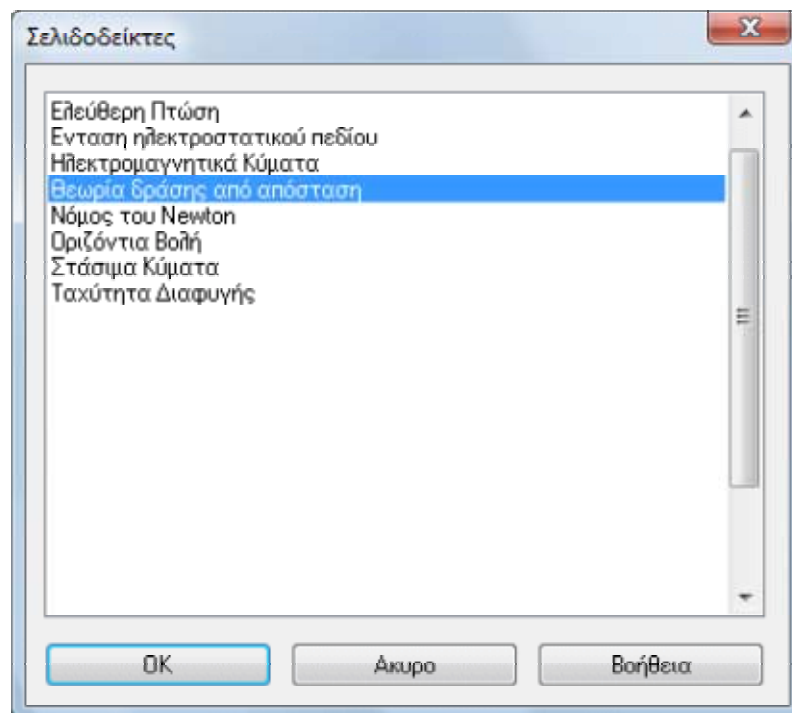 Σελιδοδείκτες
Ελεύθερη Πτώση
Ενταση ηλεκτροστατικού πεδίου
Ηλεκτρομαγνητικά Κύματα
Θεωρία δράσης από απόσταση
Νόμος του Newton
Οριζόντια Βολή
Στάσιμα Κύματα
Ταχύτητα Διαφυγής
OK
Ακυρο
Βοήθεια